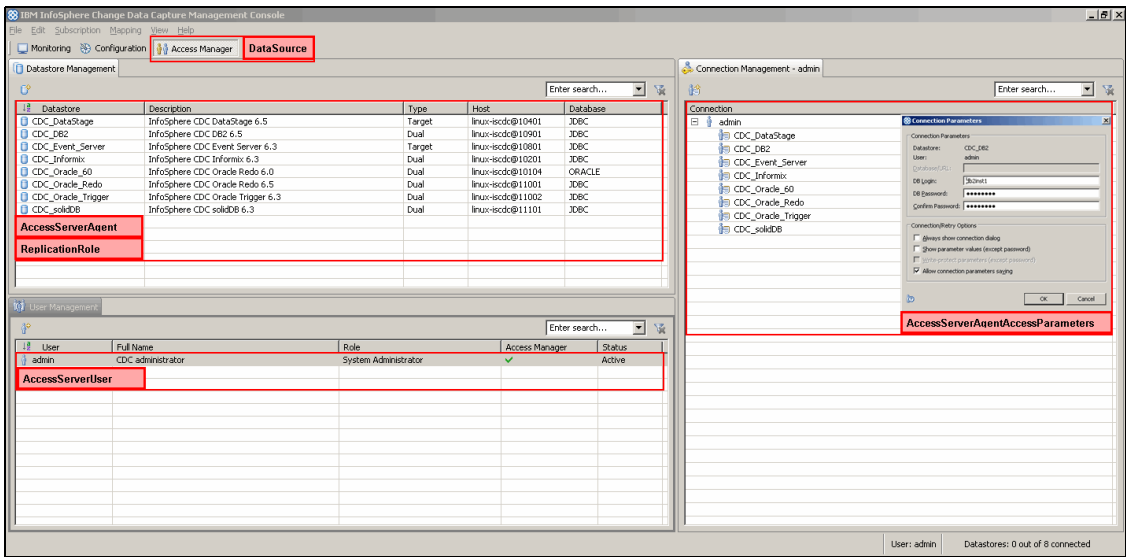 IBM InfoSphere Change Data Capture Management Console
File Edit Subscription Mapping View Help
Monitoring Configuration Access Manager DataSource
Datastore Management
Enter search...
Datastore Description Type Host Database
CDC_DataStage InfoSphere CDC DataStage 6.5 Target linux-iscdc@10401 JDBC
CDC_DB2 InfoSphere CDC DB2 6.5 Dual linux-iscdc@10901 JDBC
CDC_Event_Server InfoSphere CDC Event Server 6.3 Target linux-iscdc@10801 JDBC
CDC_Informix InfoSphere CDC Informix 6.3 Dual linux-iscdc@10201 JDBC
CDC_Oracle_60 InfoSphere CDC Oracle Redo 6.0 Dual linux-iscdc@10104 ORACLE
CDC_Oracle_Redo InfoSphere CDC Oracle Redo 6.5 Dual linux-iscdc@11001 JDBC
CDC_Oracle_Trigger InfoSphere CDC Oracle Trigger 6.3 Dual linux-iscdc@11002 JDBC
CDC_solidDB InfoSphere CDC solidDB 6.3 Dual linux-iscdc@11101 JDBC
AccessServerAgent
ReplicationRole
User Management
Enter search...
User Full Name Role Access Manager Status
admin CDC administrator System Administrator ✓ Active
AccessServerUser
Connection Management - admin
Enter search...
Connection
admin
CDC_DataStage
CDC_DB2
CDC_Event_Server
CDC_Informix
CDC_Oracle_60
CDC_Oracle_Redo
CDC_Oracle_Trigger
CDC_solidDB
Connection Parameters
Connection Parameters
Datastore: CDC_DB2
User: admin
Database/URL:
DB Login: db2inst1
DB Password: ●●●●●●●●
Confirm Password: ●●●●●●●●
Connection/Retry Options
Always show connection dialog
Show parameter values (except password)
Write-protect parameters (except password)
Allow connection parameters saving
OK Cancel
AccessServerAgentAccessParameters
User: admin Datastores: 0 out of 8 connected